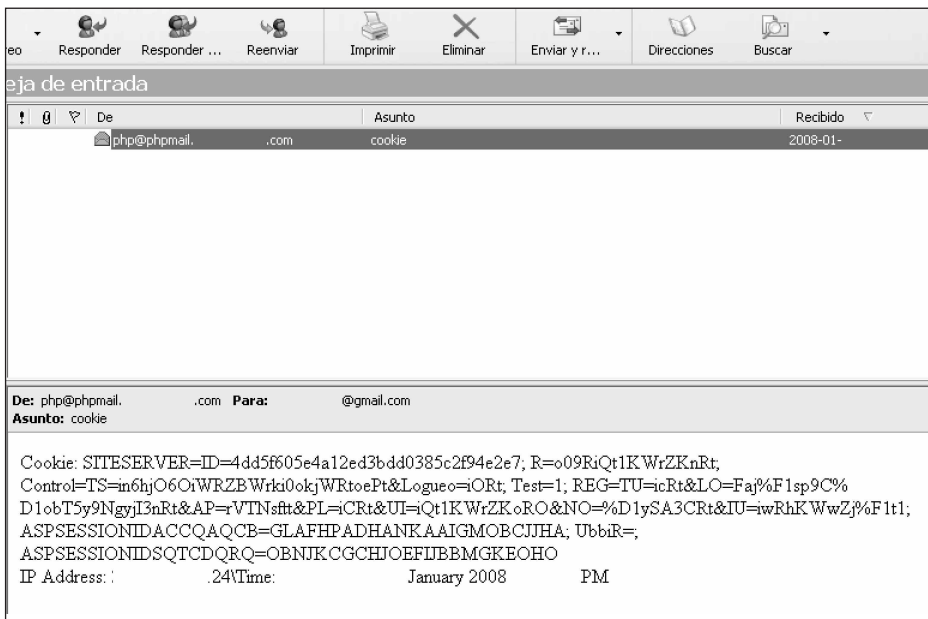 eo Responder Responder ... Reenviar Imprimir Eliminar Enviar y r... Direcciones Buscar
eja de entrada
! De Asunto Recibido
php@phpmail. .com cookie 2008-01-
De: php@phpmail. .com Para: @gmail.com
Asunto: cookie
Cookie: SITESERVER=ID=4dd5f605e4a12ed3bdd0385c2f94e2e7; R=o09RiQt1KWrZKnRt;
Control=TS=in6hjO6OiWRZBWrki0okjWRtoePt&Logueo=iORt; Test=1; REG=TU=icRt&LO=Faj%F1sp9C%
D1obT5y9NgyjI3nRt&AP=rVTNsftt&PL=iCRt&UI=iQt1KWrZKoRO&NO=%D1ySA3CRt&IU=iwRhKWwZj%F1t1;
ASPSESSIONIDACCQAQCB=GLAFHPADHANKAAIGMOBCJJHA; UbbiR=;
ASPSESSIONIDSQTCDQRQ=OBNJKCGCHJOEFIJBBMGKEOHO
IP Address: .24\Time: January 2008 PM